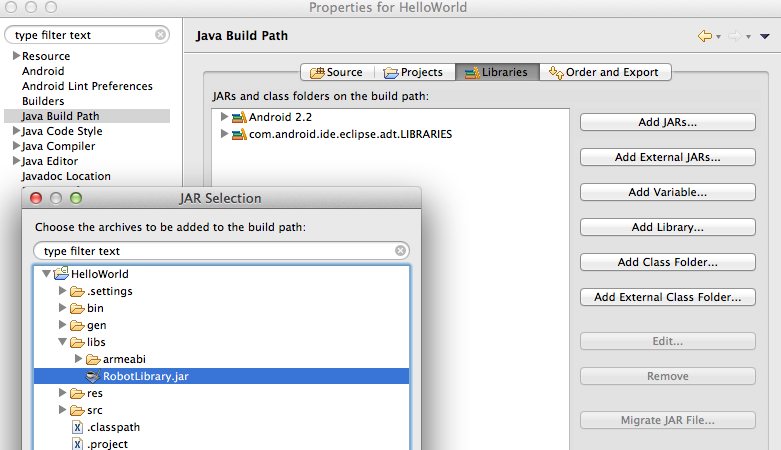 Properties for HelloWorld
type filter text
Resource
Android
Android Lint Preferences
Builders
Java Build Path
Java Code Style
Java Compiler
Java Editor
Javadoc Location
Java Build Path
Source
Projects
Libraries
Order and Export
JARs and class folders on the build path:
Android 2.2
com.android.ide.eclipse.adt.LIBRARIES
Add JARs...
Add External JARs...
Add Variable...
Add Library...
Add Class Folder...
Add External Class Folder...
Edit...
Remove
Migrate JAR File...
JAR Selection
Choose the archives to be added to the build path:
type filter text
HelloWorld
.settings
bin
gen
libs
armeabi
RobotLibrary.jar
res
src
.classpath
.project